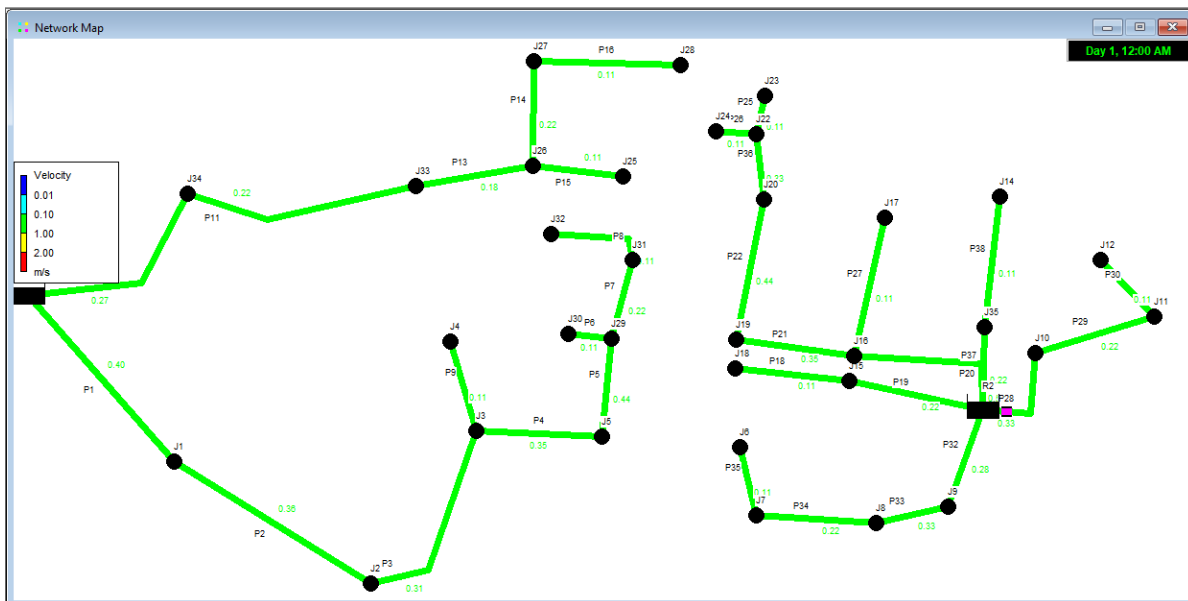 Network Map
Day 1, 12:00 AM
J27
P16
J28
0.11
P14
0.22
J23
P25
J24
P26
J22
0.11
0.11
P36
J26
0.11
J25
P15
J33
P13
0.18
J34
0.22
P11
Velocity
0.01
0.10
1.00
2.00
m/s
0.27
J20
J17
J14
J32
P8
J31
P7
0.22
P22
0.44
P27
0.11
P38
0.11
J12
P30
0.11
J11
P29
0.22
J10
J35
J30
P6
0.11
J29
J4
P9
0.11
P5
0.44
J19
P21
0.36
J16
P37
P20
0.22
J18
P18
0.11
J15
P19
0.22
R2
P28
0.33
0.40
P1
J3
P4
0.35
J5
J1
0.36
P2
J2
P3
0.31
J6
P35
0.11
J7
P34
0.22
J8
P33
0.33
J9
P32
0.28